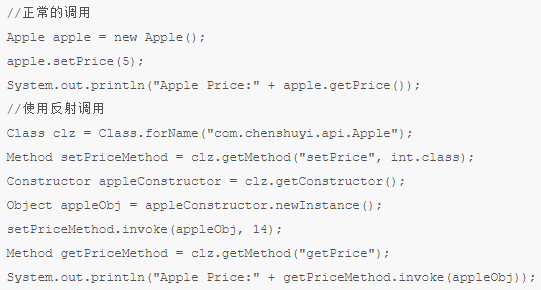 //正常的调用
Apple apple = new Apple();
apple.setPrice(5);
System.out.println("Apple Price:" + apple.getPrice());
//使用反射调用
Class clz = Class.forName("com.chenshuyi.api.Apple");
Method setPriceMethod = clz.getMethod("setPrice", int.class);
Constructor appleConstructor = clz.getConstructor();
Object appleObj = appleConstructor.newInstance();
setPriceMethod.invoke(appleObj, 14);
Method getPriceMethod = clz.getMethod("getPrice");
System.out.println("Apple Price:" + getPriceMethod.invoke(appleObj));